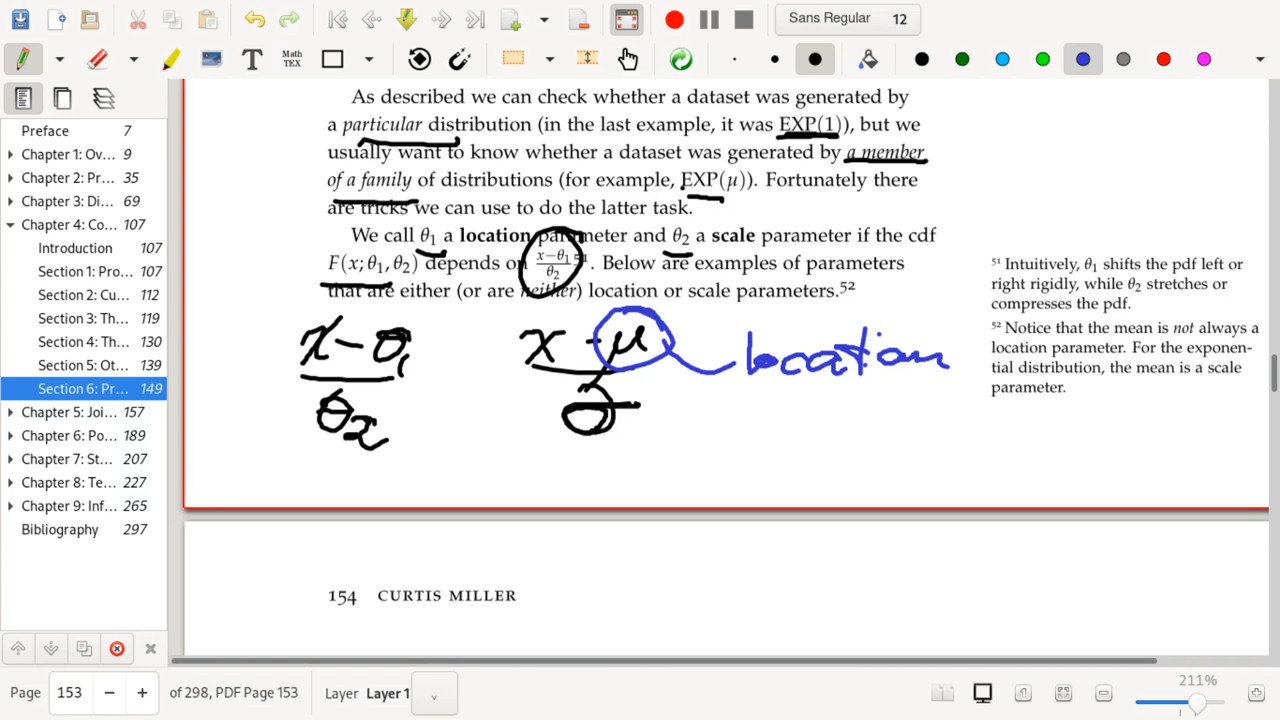 Sans Regular 12
T Math TEX
Preface 7
Chapter 1: Ov... 9
Chapter 2: Pr... 35
Chapter 3: Di... 69
Chapter 4: Co... 107
Introduction 107
Section 1: Pro... 107
Section 2: Cu... 112
Section 3: Th... 119
Section 4: Th... 130
Section 5: Ot... 139
Section 6: Pr... 149
Chapter 5: Joi... 157
Chapter 6: Po... 189
Chapter 7: St... 207
Chapter 8: Te... 227
Chapter 9: Inf... 265
Bibliography 297
As described we can check whether a dataset was generated by
a particular distribution (in the last example, it was EXP(1)), but we
usually want to know whether a dataset was generated by a member
of a family of distributions (for example, EXP(μ)). Fortunately there
are tricks we can use to do the latter task.
We call θ₁ a location parameter and θ₂ a scale parameter if the cdf
F(x; θ₁, θ₂) depends on (x−θ₁)/θ₂ ⁵¹. Below are examples of parameters
that are either (or are neither) location or scale parameters.⁵²
x − θ₁
θ₂
x − μ
σ
location
⁵¹ Intuitively, θ₁ shifts the pdf left or
right rigidly, while θ₂ stretches or
compresses the pdf.
⁵² Notice that the mean is not always a
location parameter. For the exponen-
tial distribution, the mean is a scale
parameter.
154 CURTIS MILLER
Page 153 − + of 298, PDF Page 153 Layer Layer 1 211%